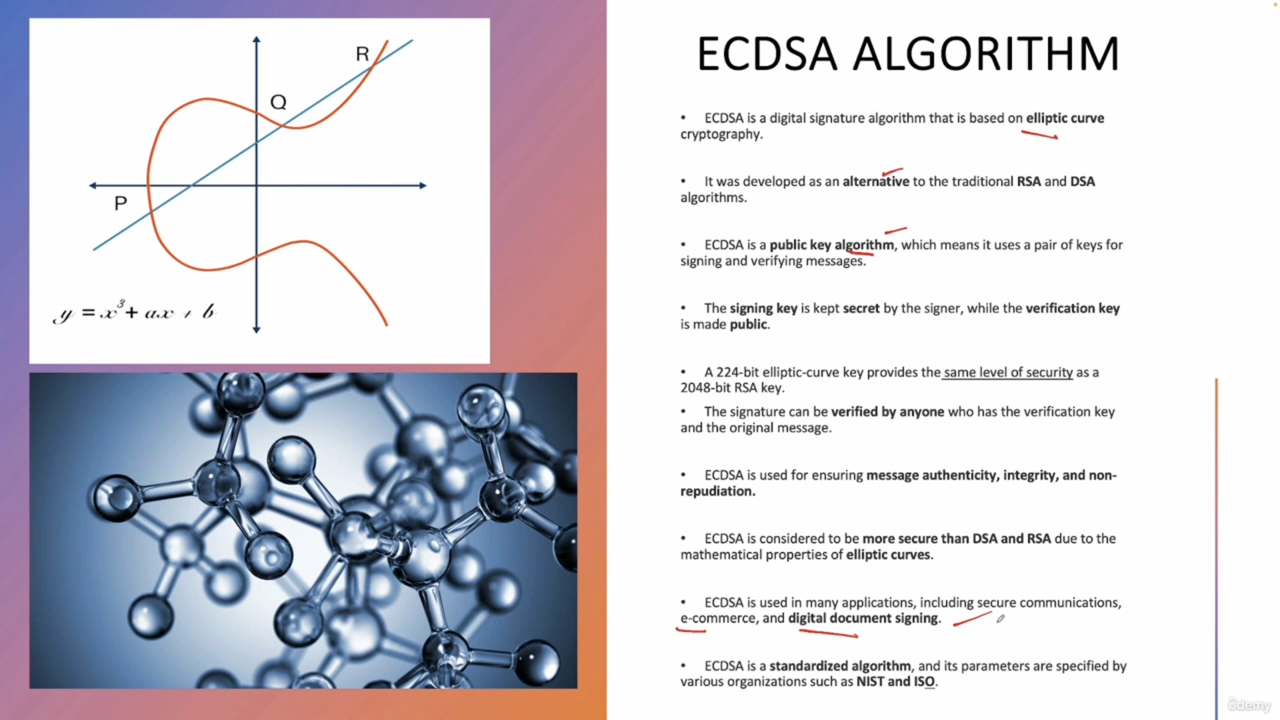 R
Q
P
y = x³ + ax + b
ECDSA ALGORITHM
• ECDSA is a digital signature algorithm that is based on elliptic curve
cryptography.
• It was developed as an alternative to the traditional RSA and DSA
algorithms.
• ECDSA is a public key algorithm, which means it uses a pair of keys for
signing and verifying messages.
• The signing key is kept secret by the signer, while the verification key
is made public.
• A 224-bit elliptic-curve key provides the same level of security as a
2048-bit RSA key.
• The signature can be verified by anyone who has the verification key
and the original message.
• ECDSA is used for ensuring message authenticity, integrity, and non-
repudiation.
• ECDSA is considered to be more secure than DSA and RSA due to the
mathematical properties of elliptic curves.
• ECDSA is used in many applications, including secure communications,
e-commerce, and digital document signing.
• ECDSA is a standardized algorithm, and its parameters are specified by
various organizations such as NIST and ISO.
ûdemy